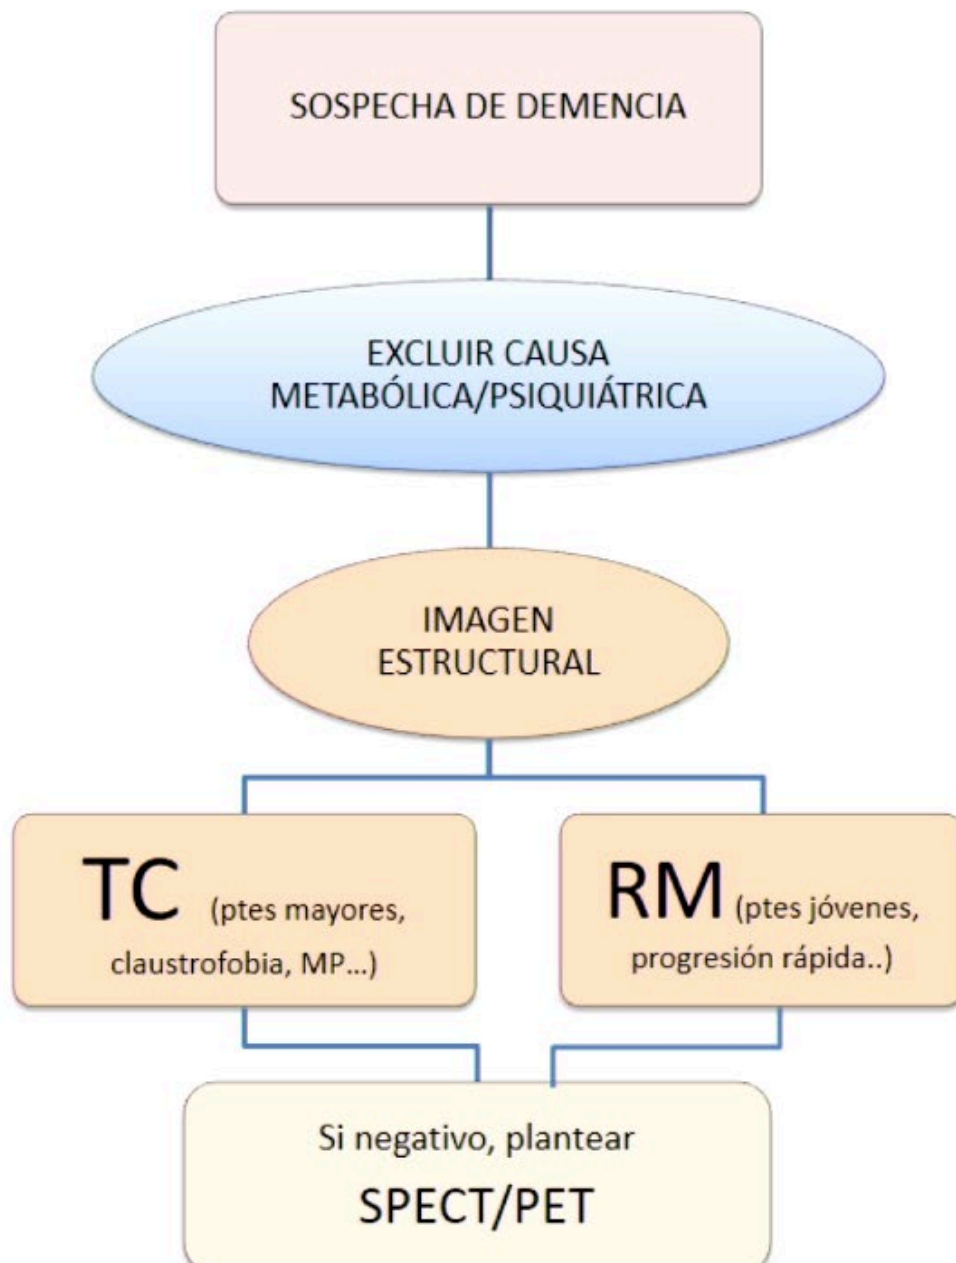 SOSPECHA DE DEMENCIA
EXCLUIR CAUSA
METABÓLICA/PSIQUIÁTRICA
IMAGEN
ESTRUCTURAL
TC (ptes mayores,
claustrofobia, MP...)
RM (ptes jóvenes,
progresión rápida..)
Si negativo, plantear
SPECT/PET